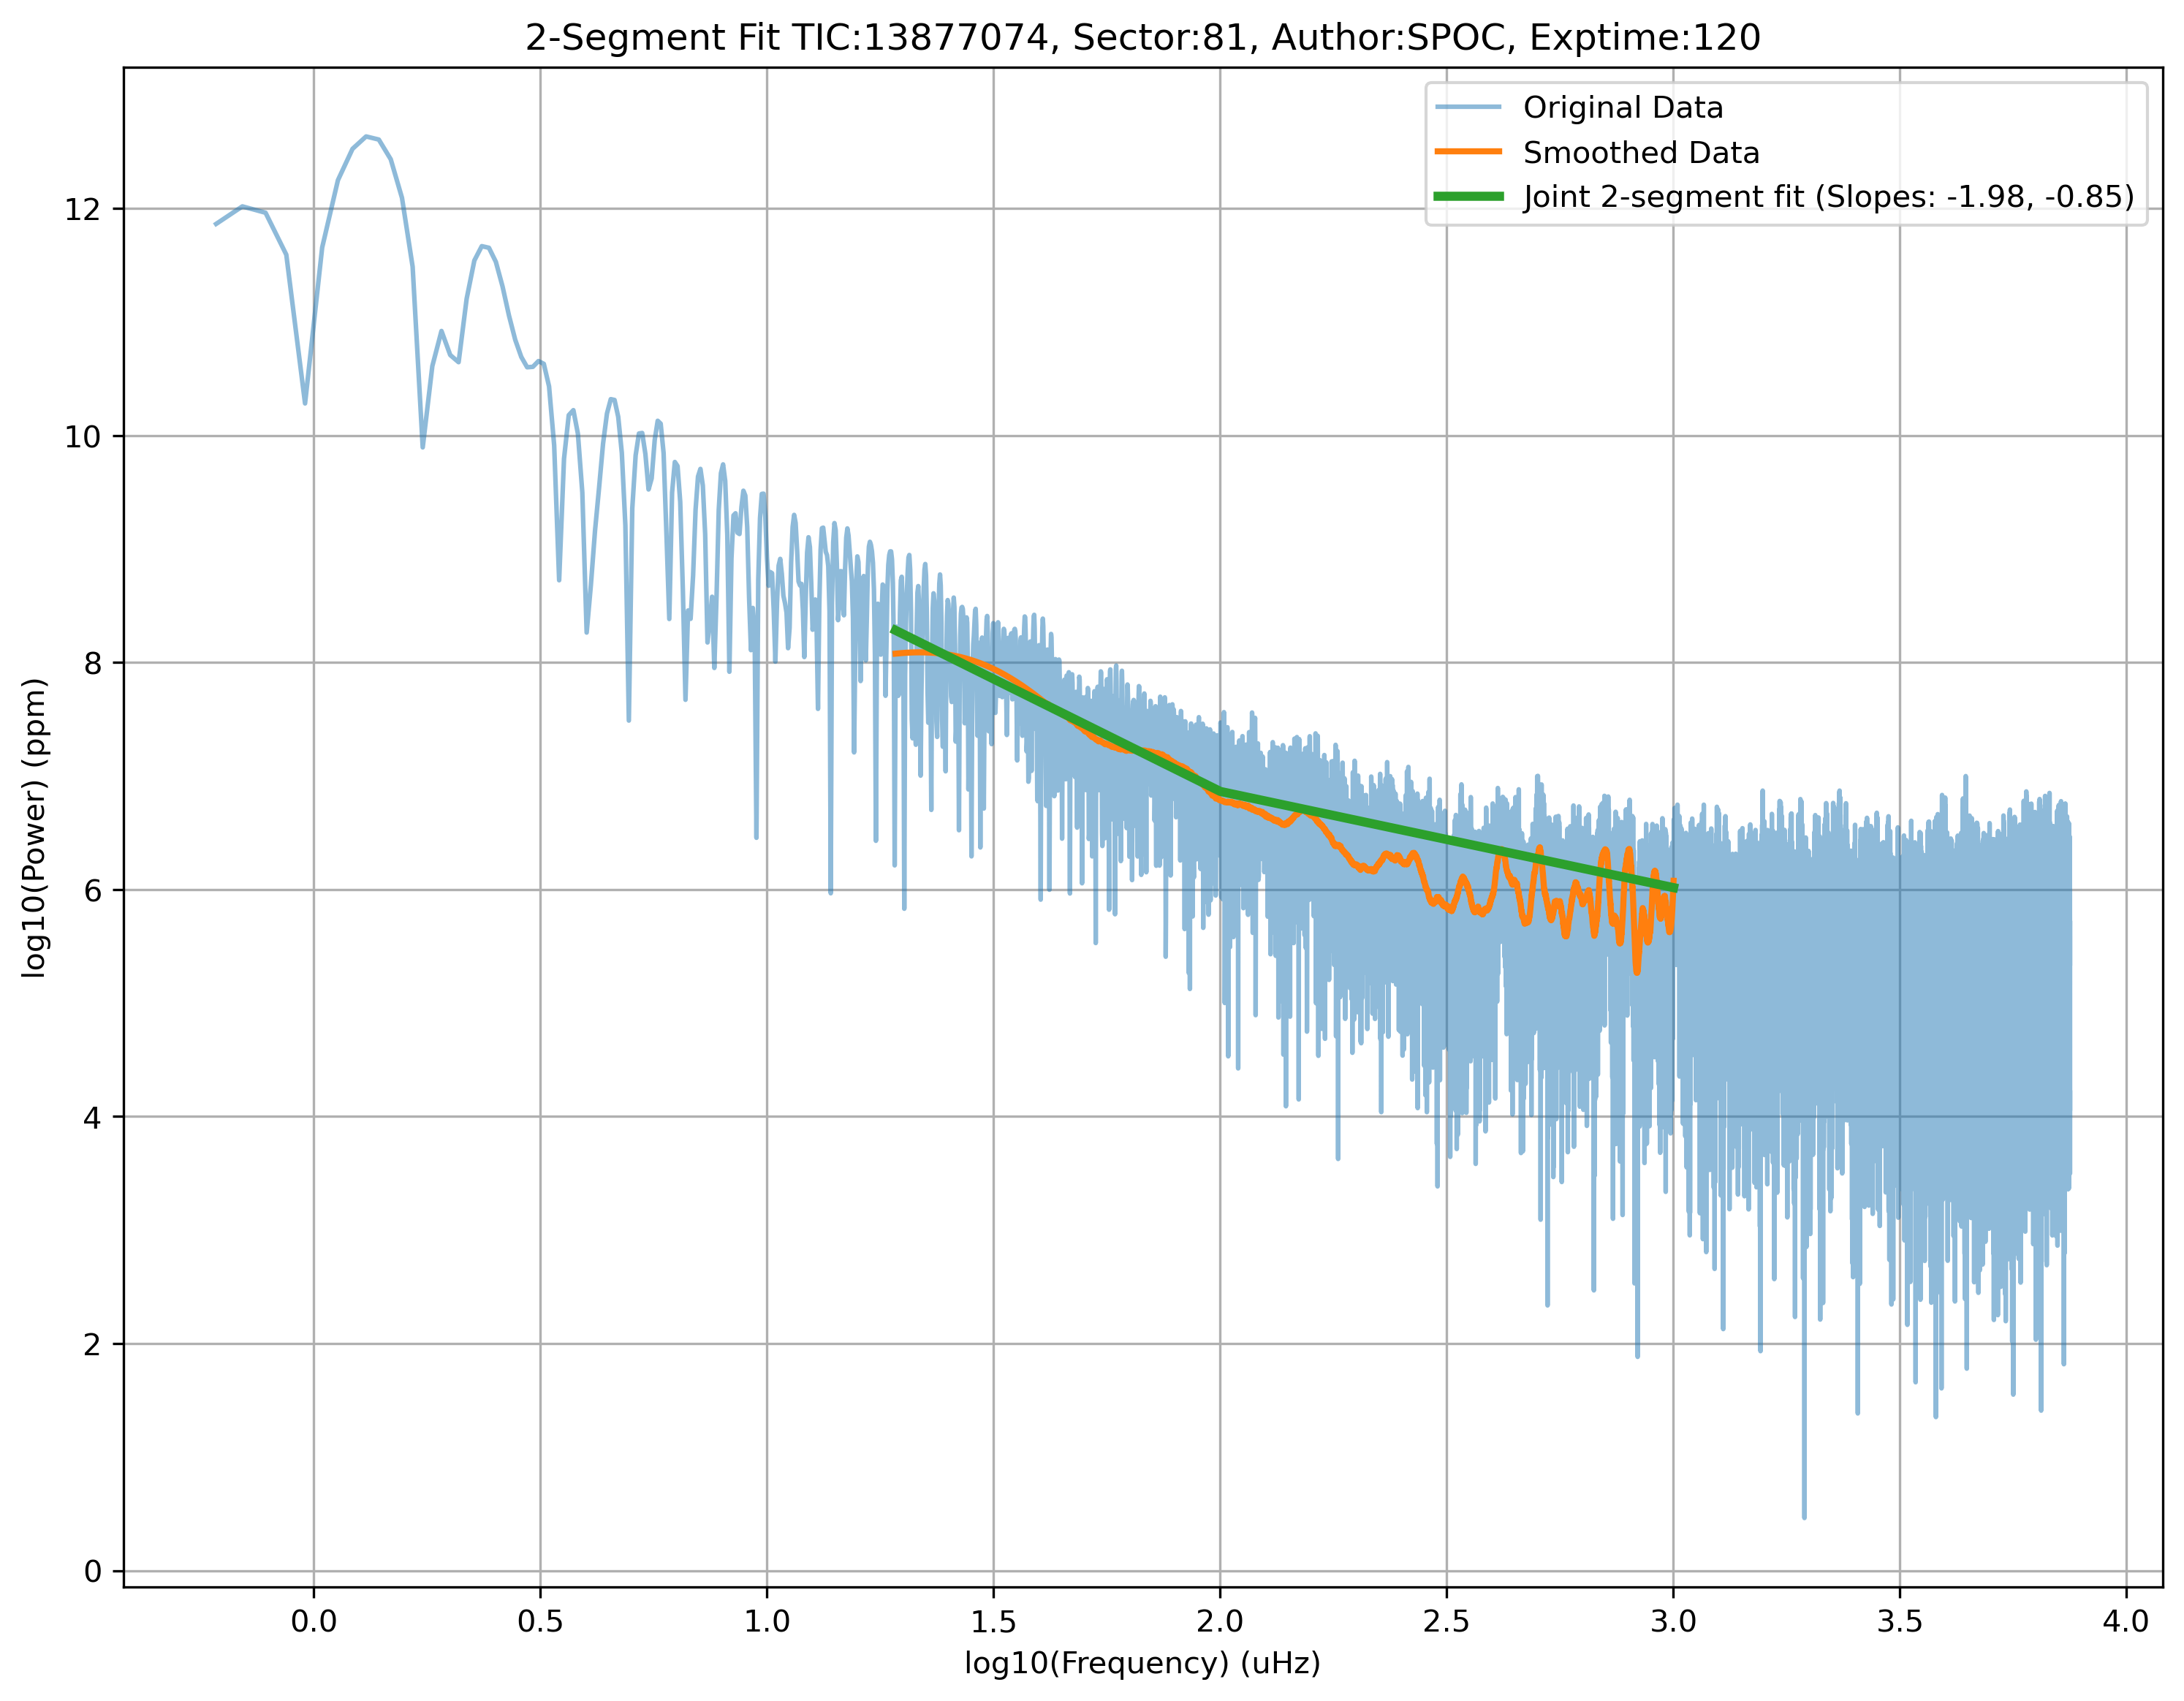 2-Segment Fit TIC:13877074, Sector:81, Author:SPOC, Exptime:120
Original Data
Smoothed Data
Joint 2-segment fit (Slopes: -1.98, -0.85)
log10(Power) (ppm)
12
10
8
6
4
2
0
0.0 0.5 1.0 1.5 2.0 2.5 3.0 3.5 4.0
log10(Frequency) (uHz)